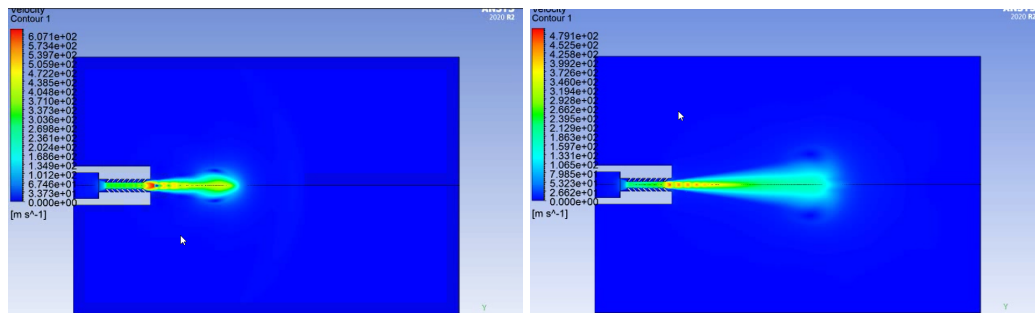 Velocity
Contour 1
6.071e+02
5.734e+02
5.397e+02
5.059e+02
4.722e+02
4.385e+02
4.048e+02
3.710e+02
3.373e+02
3.036e+02
2.698e+02
2.361e+02
2.024e+02
1.686e+02
1.349e+02
1.012e+02
6.746e+01
3.373e+01
0.000e+00
[m s^-1]
ANSYS
2020 R2
Y
Velocity
Contour 1
4.791e+02
4.525e+02
4.258e+02
3.992e+02
3.726e+02
3.460e+02
3.194e+02
2.928e+02
2.662e+02
2.395e+02
2.129e+02
1.863e+02
1.597e+02
1.331e+02
1.065e+02
7.985e+01
5.323e+01
2.662e+01
0.000e+00
[m s^-1]
ANSYS
2020 R2
Y